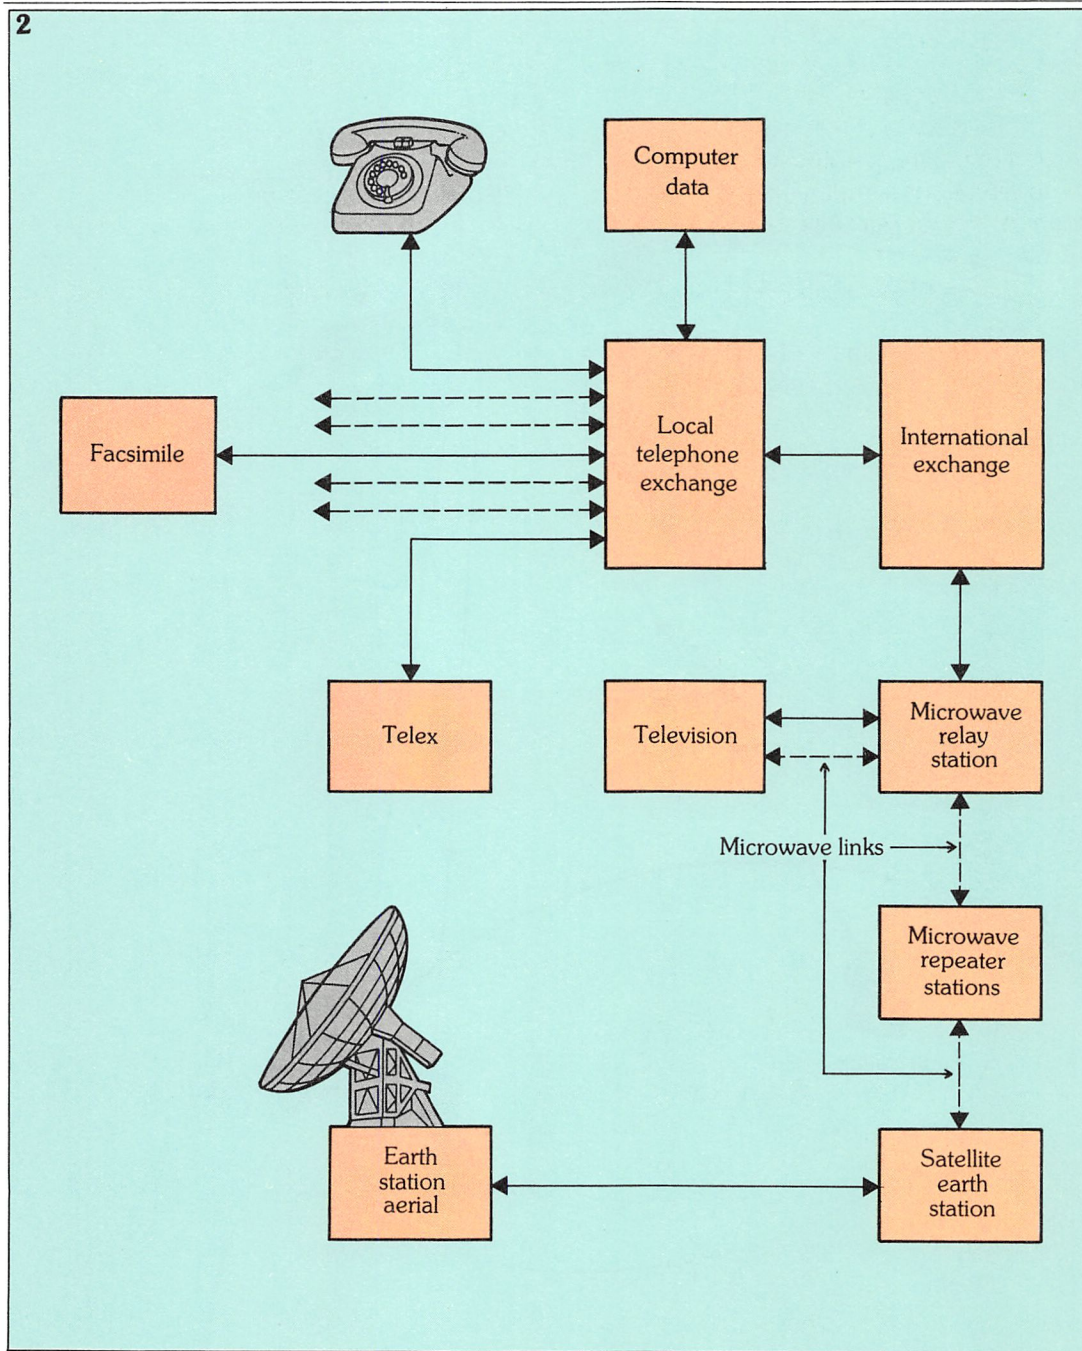 2
Computer
data
Facsimile
Local
telephone
exchange
International
exchange
Telex
Television
Microwave
relay
station
Microwave links
Microwave
repeater
stations
Earth
station
aerial
Satellite
earth
station